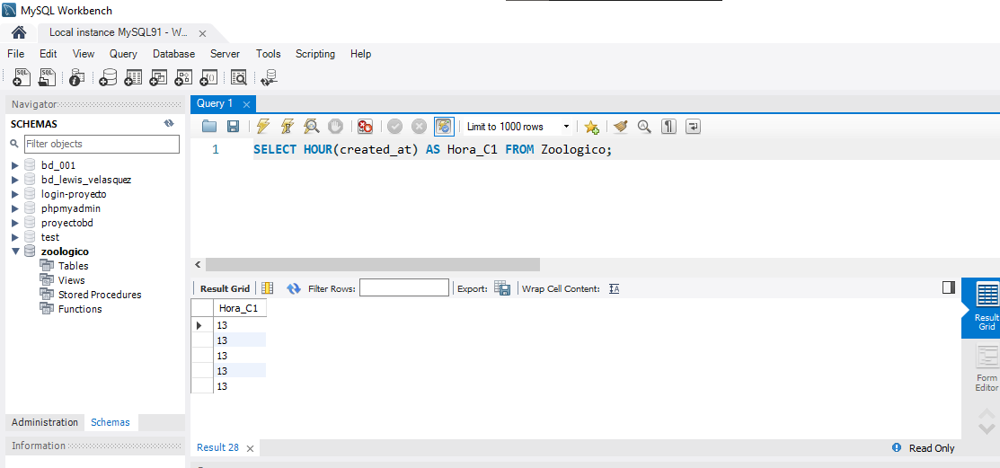 MySQL Workbench
Local instance MySQL91 - W... ×
File Edit View Query Database Server Tools Scripting Help
Navigator
SCHEMAS
Filter objects
bd_001
bd_lewis_velasquez
login-proyecto
phpmyadmin
proyectobd
test
zoologico
Tables
Views
Stored Procedures
Functions
Administration Schemas
Information
Query 1 ×
Limit to 1000 rows
1 SELECT HOUR(created_at) AS Hora_C1 FROM Zoologico;
Result Grid Filter Rows: Export: Wrap Cell Content:
Hora_C1
13
13
13
13
13
Result
Grid
Form
Editor
Result 28 × Read Only